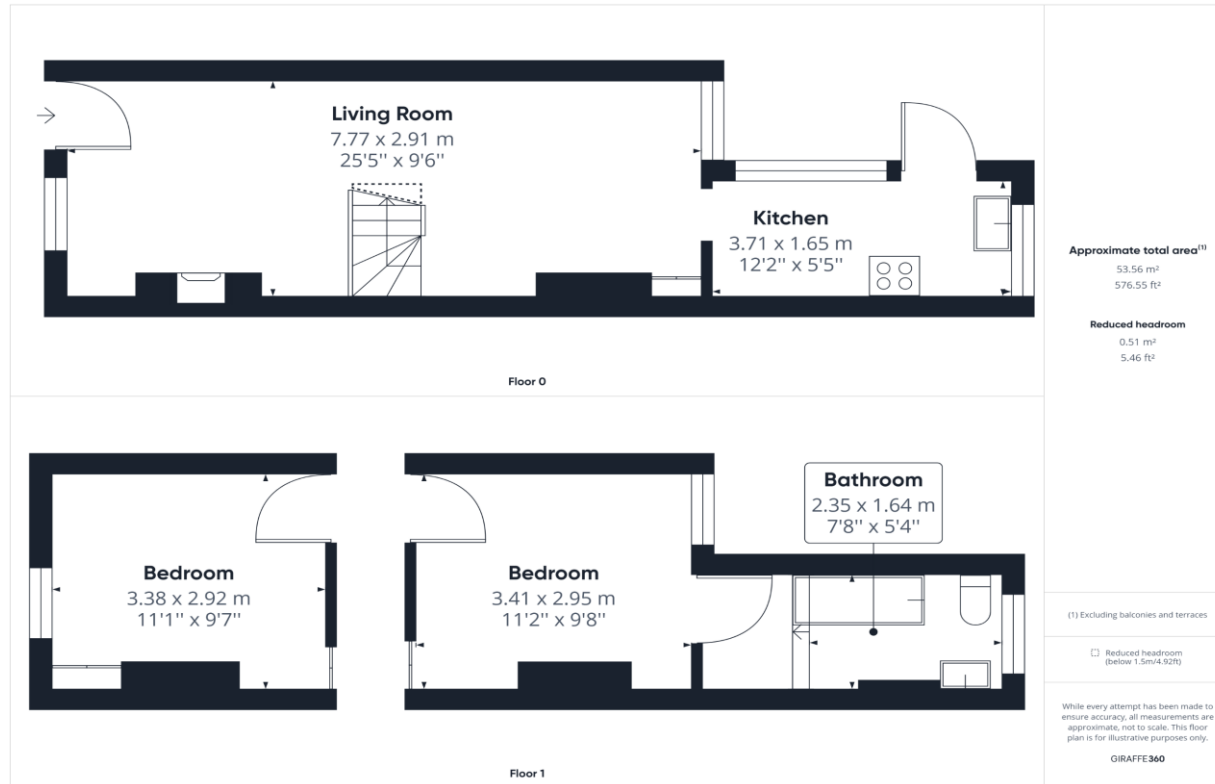 Living Room
7.77 x 2.91 m
25'5'' x 9'6''
Kitchen
3.71 x 1.65 m
12'2'' x 5'5''
Floor 0
Bedroom
3.38 x 2.92 m
11'1'' x 9'7''
Bedroom
3.41 x 2.95 m
11'2'' x 9'8''
Bathroom
2.35 x 1.64 m
7'8'' x 5'4''
Floor 1
Approximate total area⁽¹⁾
53.56 m²
576.55 ft²
Reduced headroom
0.51 m²
5.46 ft²
(1) Excluding balconies and terraces
Reduced headroom
(below 1.5m/4.92ft)
While every attempt has been made to
ensure accuracy, all measurements are
approximate, not to scale. This floor
plan is for illustrative purposes only.
GIRAFFE360